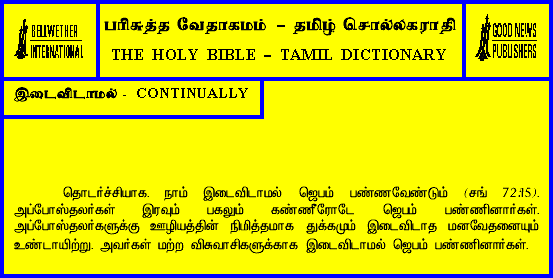 BELLWETHER
INTERNATIONAL
பரிசுத்த வேதாகமம் – தமிழ் சொல்லகராதி
THE HOLY BIBLE – TAMIL DICTIONARY
GOOD NEWS
PUBLISHERS
இடைவிடாமல் - CONTINUALLY
தொடர்ச்சியாக. நாம் இடைவிடாமல் ஜெபம் பண்ணவேண்டும் (சங் 72:15).
அப்போஸ்தலர்கள் இரவும் பகலும் கண்ணீரோடே ஜெபம் பண்ணினார்கள்.
அப்போஸ்தலர்களுக்கு ஊழியத்தின் நிமித்தமாக துக்கமும் இடைவிடாத மனவேதனையும்
உண்டாயிற்று. அவர்கள் மற்ற விசுவாசிகளுக்காக இடைவிடாமல் ஜெபம் பண்ணினார்கள்.